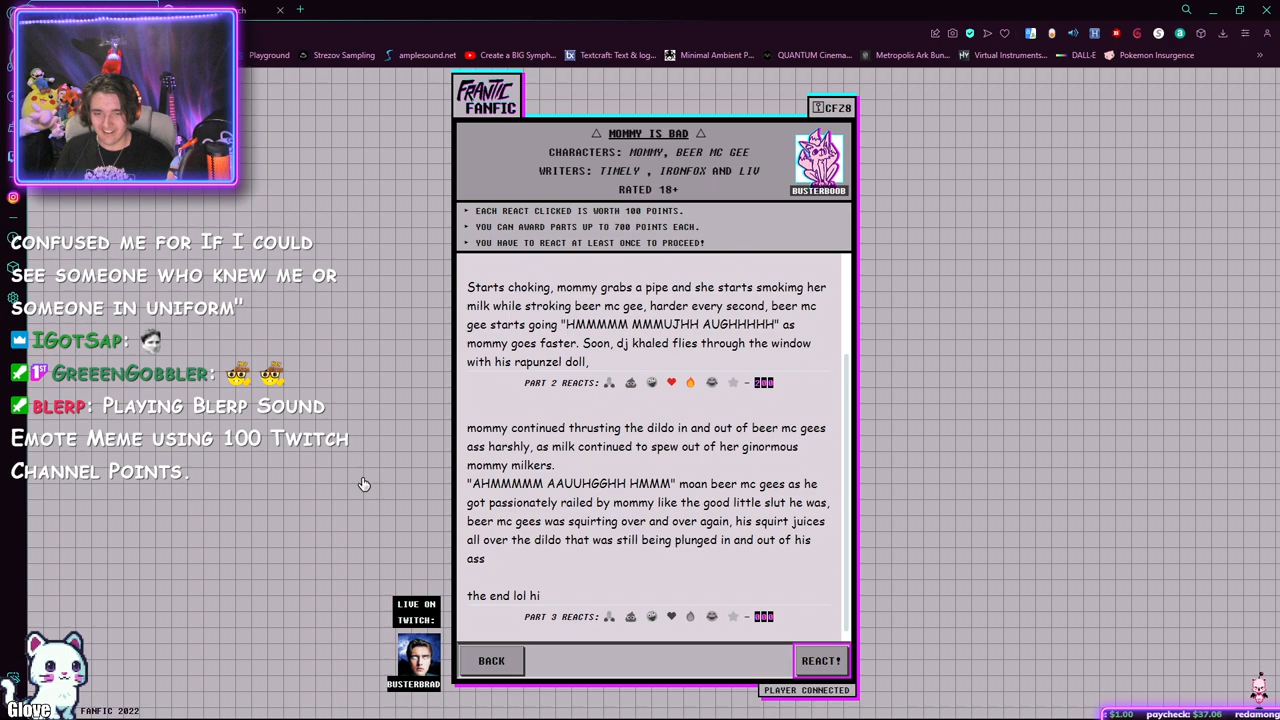 Playground
Strezov Sampling
amplesound.net
Create a BIG Symph...
Textcraft: Text & log...
Minimal Ambient P...
QUANTUM Cinema...
Metropolis Ark Bun...
Virtual Instruments...
DALL-E
Pokemon Insurgence
FRANTIC
FANFIC
CFZ8
△ MOMMY IS BAD △
CHARACTERS: MOMMY, BEER MC GEE
WRITERS: TIMELY , IRONFOX AND LIV
RATED 18+
BUSTERBOOB
▸ EACH REACT CLICKED IS WORTH 100 POINTS.
▸ YOU CAN AWARD PARTS UP TO 700 POINTS EACH.
▸ YOU HAVE TO REACT AT LEAST ONCE TO PROCEED!
CONFUSED ME FOR IF I COULD
SEE SOMEONE WHO KNEW ME OR
SOMEONE IN UNIFORM"
IGOTSAP:
1ST GREEENGOBBLER:
BLERP: PLAYING BLERP SOUND
EMOTE MEME USING 100 TWITCH
CHANNEL POINTS.
Starts choking, mommy grabs a pipe and she starts smoking her
milk while stroking beer mc gee, harder every second, beer mc
gee starts going "HMMMMM MMMUJHH AUGHHHHH" as
mommy goes faster. Soon, dj khaled flies through the window
with his rapunzel doll,
PART 2 REACTS: - 200
mommy continued thrusting the dildo in and out of beer mc gees
ass harshly, as milk continued to spew out of her ginormous
mommy milkers.
"AHMMMMM AAUUHGGHH HMMM" moan beer mc gees as he
got passionately railed by mommy like the good little slut he was,
beer mc gees was squirting over and over again, his squirt juices
all over the dildo that was still being plunged in and out of his
ass
the end lol hi
PART 3 REACTS: - 000
BACK
REACT!
PLAYER CONNECTED
LIVE ON
TWITCH:
BUSTERBRAD
Glove
FANFIC 2022
: $1.00 paycheck: $37.06 redamong